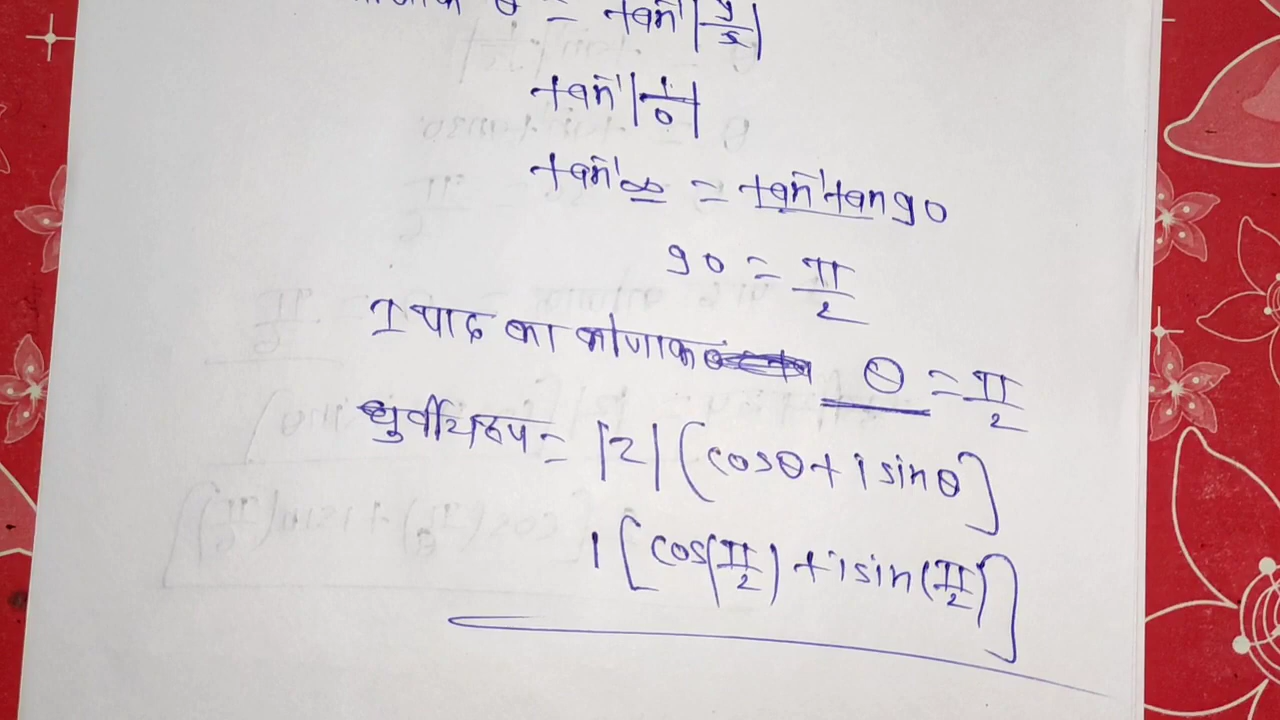 θ = tan⁻¹|y/x|
tan⁻¹|1/0|
tan⁻¹∞ = tan⁻¹tan90
90 = π/2
I पाद का कोणाक θ = π/2
ध्रुर्वीय रुप = |z| (cosθ + i sinθ]
1 [cos(π/2) + i sin(π/2)]